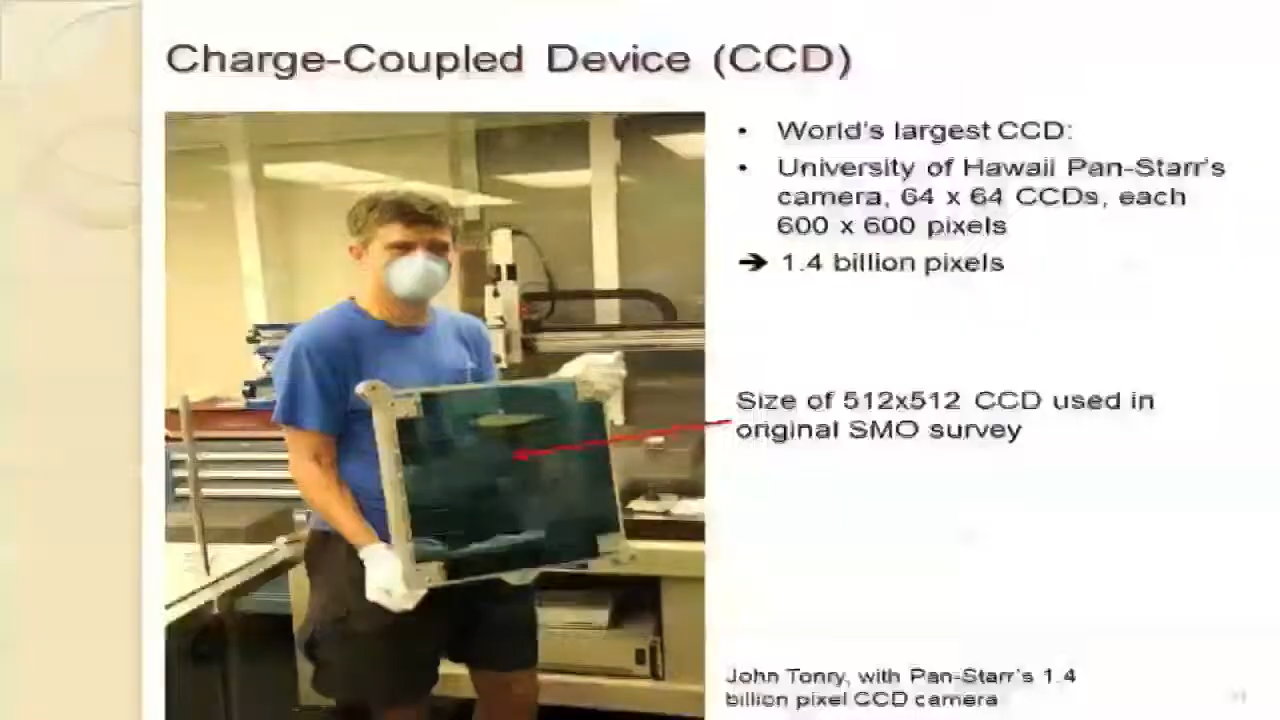 Charge-Coupled Device (CCD)
• World's largest CCD:
• University of Hawaii Pan-Starr's
camera, 64 x 64 CCDs, each
600 x 600 pixels
➔ 1.4 billion pixels
Size of 512x512 CCD used in
original SMO survey
John Tonry, with Pan-Starr's 1.4
billion pixel CCD camera